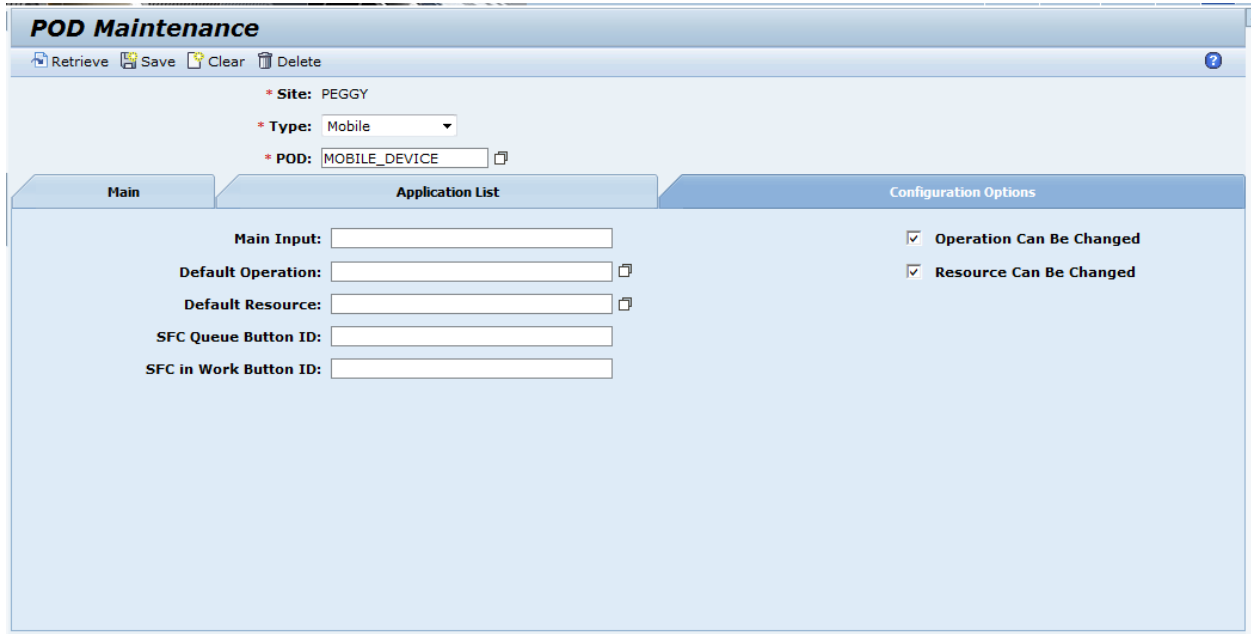 POD Maintenance
Retrieve Save Clear Delete ?
* Site: PEGGY
* Type: Mobile
* POD: MOBILE_DEVICE
Main Application List Configuration Options
Main Input: Operation Can Be Changed
Default Operation: Resource Can Be Changed
Default Resource:
SFC Queue Button ID:
SFC in Work Button ID: